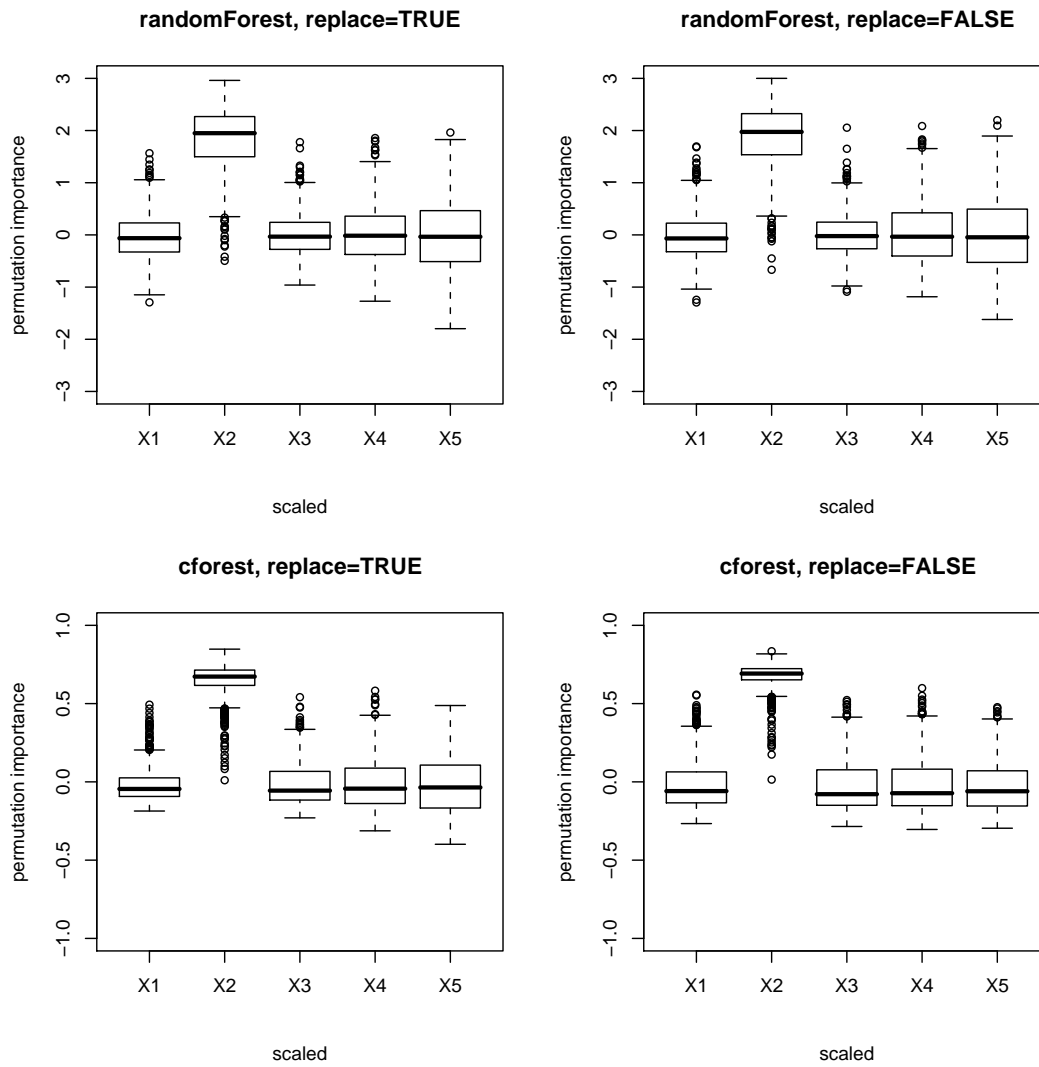 randomForest, replace=TRUE
permutation importance
3
2
1
0
−1
−2
−3
X1 X2 X3 X4 X5
scaled
randomForest, replace=FALSE
permutation importance
3
2
1
0
−1
−2
−3
X1 X2 X3 X4 X5
scaled
cforest, replace=TRUE
permutation importance
1.0
0.5
0.0
−0.5
−1.0
X1 X2 X3 X4 X5
scaled
cforest, replace=FALSE
permutation importance
1.0
0.5
0.0
−0.5
−1.0
X1 X2 X3 X4 X5
scaled